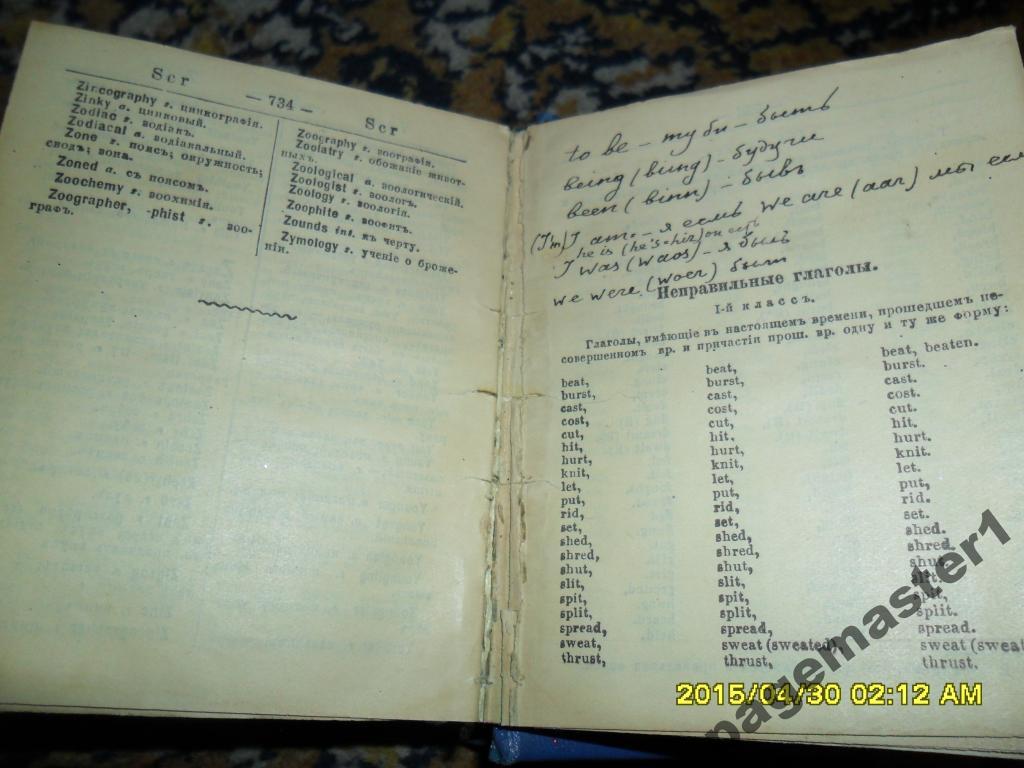 Scr
— 734 —
Scr
Zincography s. цинкографія.
Zinky a. цинковый.
Zodiac s. зодіакъ.
Zodiacal a. зодіакальный.
Zone s. поясъ; окружность;
сводъ; зона.
Zoned a. съ поясомъ.
Zoochemy s. зоохимія.
Zoographer, -phist s. зоо-
графъ.
Zoography s. зоографія.
Zoolatry s. обожаніе живот-
ныхъ.
Zoological a. зоологическій.
Zoologist s. зоологъ.
Zoology s. зоологія.
Zoophite s. зоофитъ.
Zounds int. къ черту.
Zymology s. ученіе о броже-
ніи.
to be — ту би — быть
being (biing) — будучи
been (binn) — бывъ
(I'm) I am — я есмь we are (aar) мы есм
he is (he's=hiz) он есть
I was (waos) — я былъ
we were (woer) были
Неправильные глаголы.
I-й классъ.
Глаголы, имѣющіе въ настоящемъ времени, прошедшемъ не-
совершенномъ вр. и причастіи прош. вр. одну и ту же форму:
beat, beat, beat, beaten.
burst, burst, burst.
cast, cast, cast.
cost, cost, cost.
cut, cut, cut.
hit, hit, hit.
hurt, hurt, hurt.
knit, knit, knit.
let, let, let.
put, put, put,
rid, rid, rid.
set, set, set.
shed, shed, shed.
shred, shred, shred.
shut, shut, shut.
slit, slit, slit.
spit, spit, spit,
split, split, split.
spread, spread, spread.
sweat, sweat (sweated), sweat (sweat
thrust, thrust, thrust.
2015/04/30 02:12 AM
pagemaster1